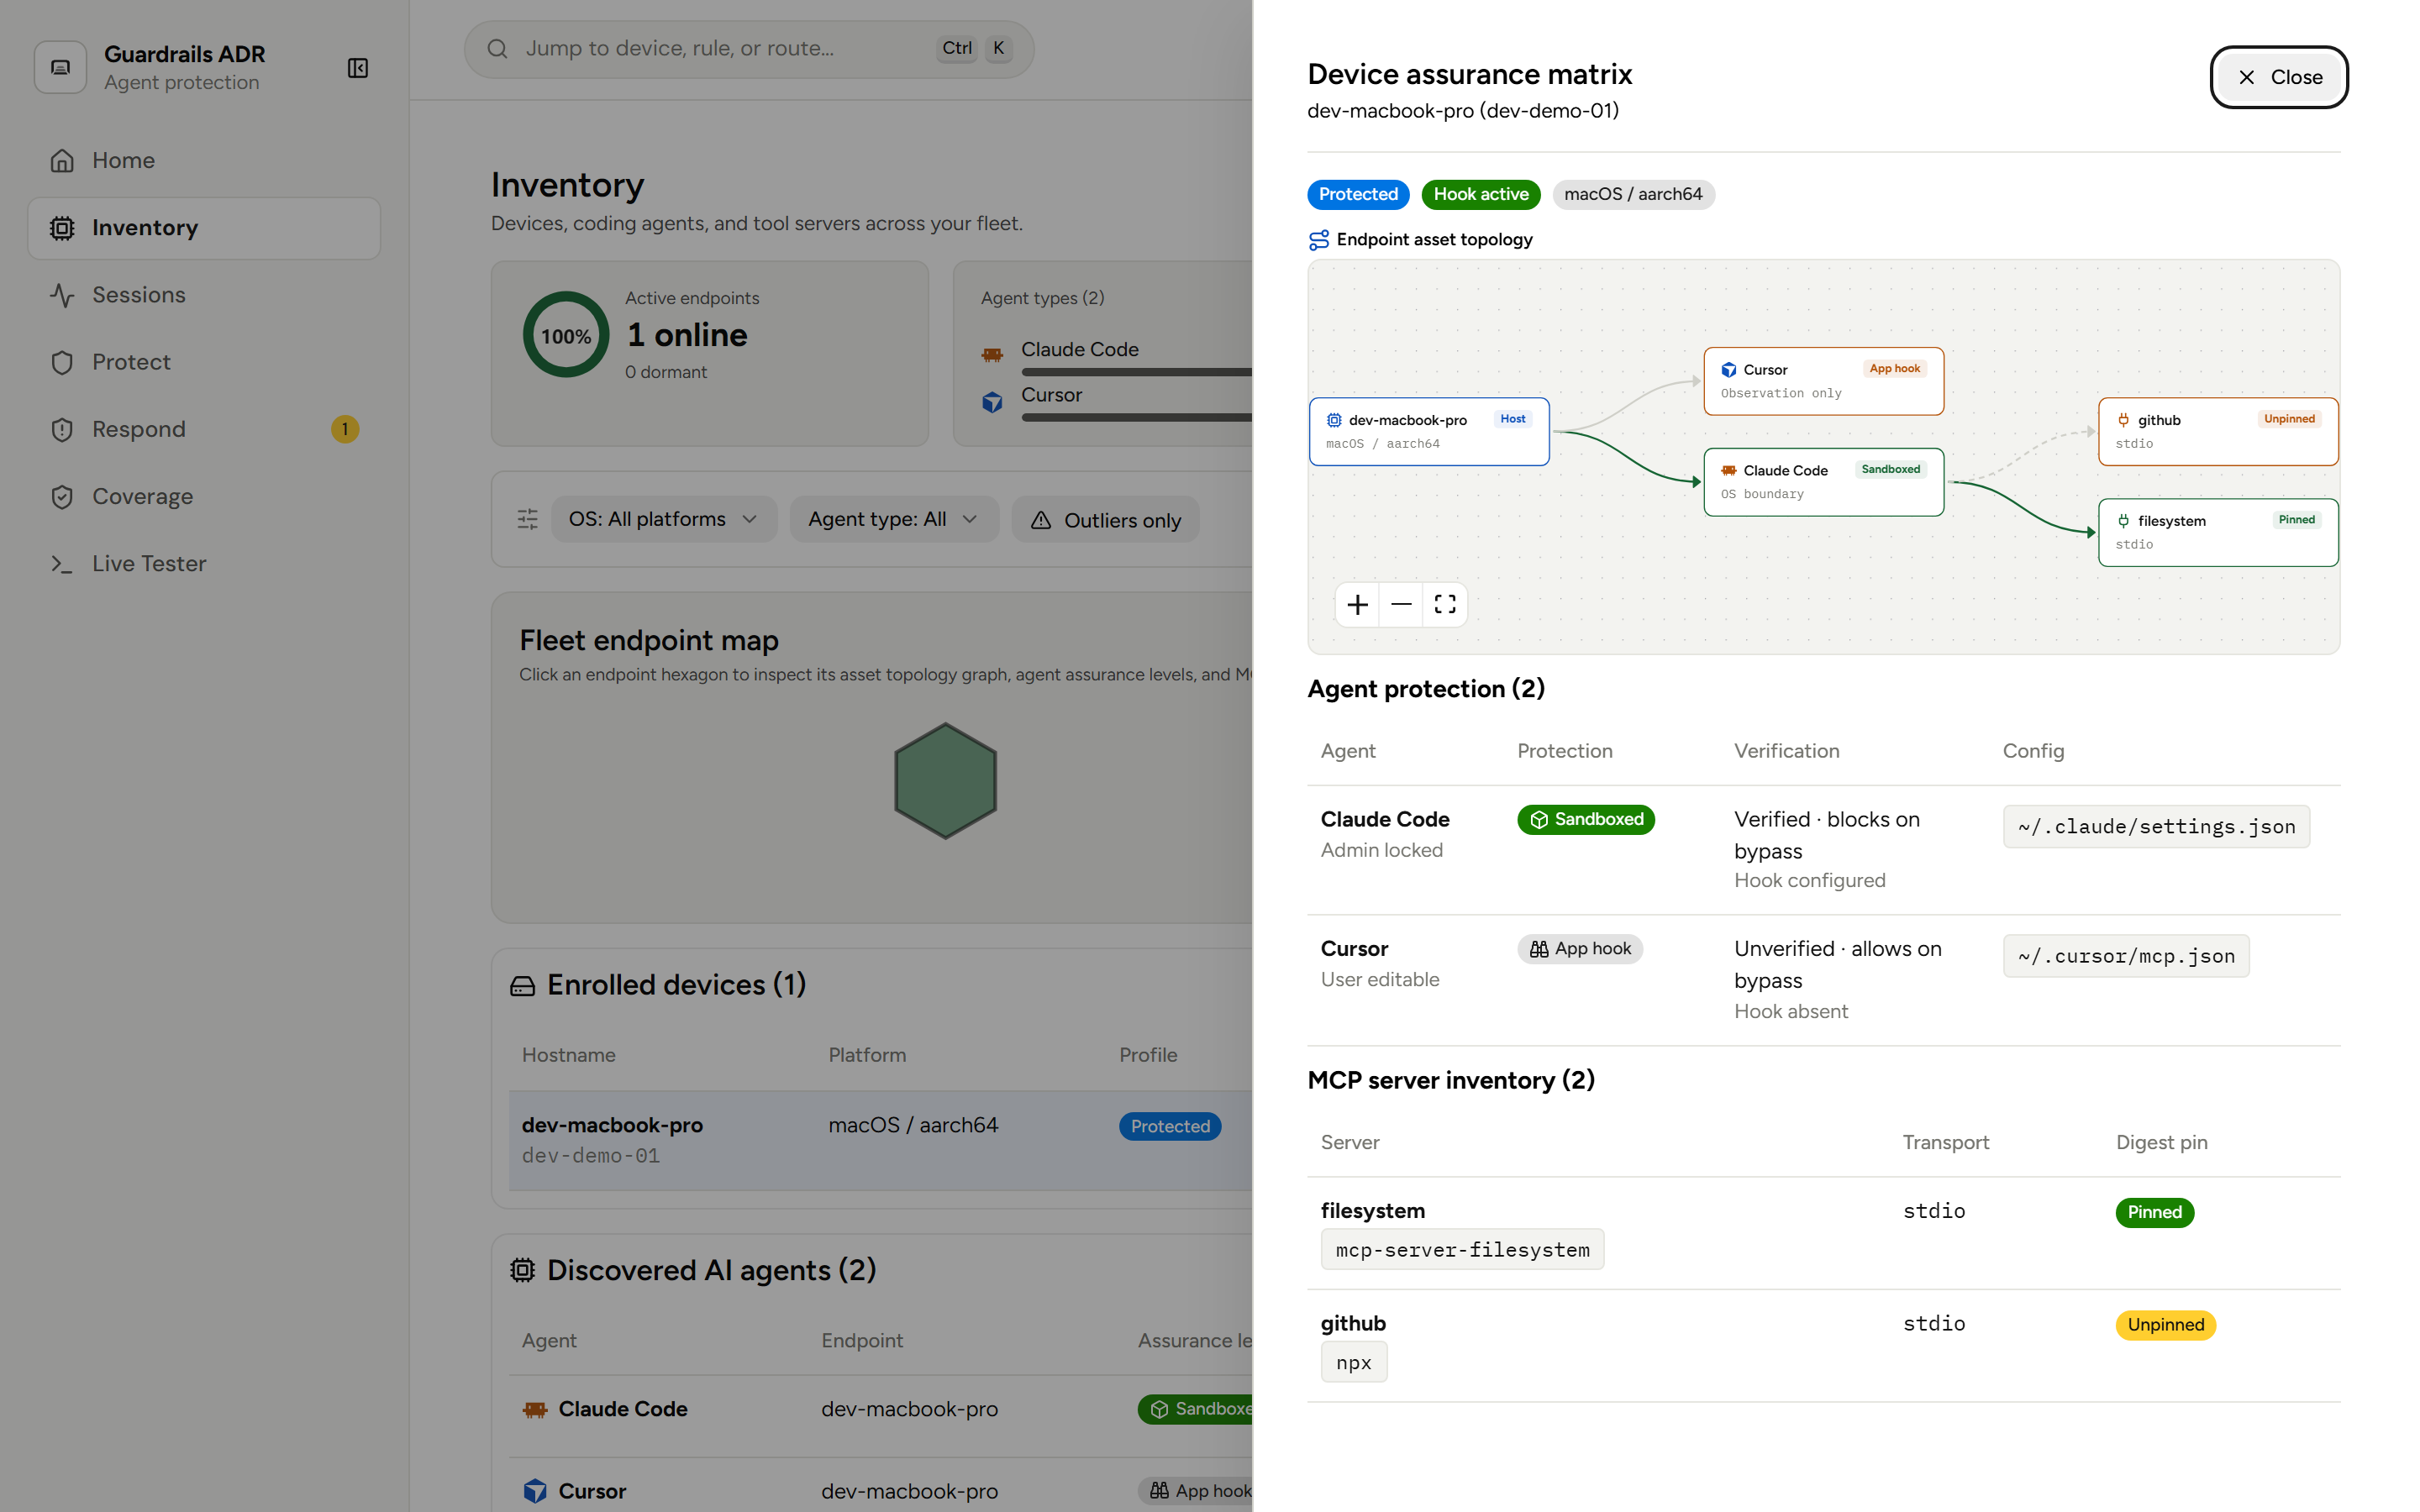 Guardrails ADR
Agent protection
Home
Inventory
Sessions
Protect
Respond
1
Coverage
Live Tester
Jump to device, rule, or route...
Ctrl
K
Inventory
Devices, coding agents, and tool servers across your fleet.
100%
Active endpoints
1 online
0 dormant
Agent types (2)
Claude Code
Cursor
OS: All platforms
Agent type: All
Outliers only
Fleet endpoint map
Click an endpoint hexagon to inspect its asset topology graph, agent assurance levels, and
Enrolled devices (1)
Hostname Platform Profile
dev-macbook-pro macOS / aarch64 Protected
dev-demo-01
Discovered AI agents (2)
Agent Endpoint Assurance
Claude Code dev-macbook-pro Sandboxe
Cursor dev-macbook-pro App hook
Device assurance matrix
dev-macbook-pro (dev-demo-01)
Close
Protected Hook active macOS / aarch64
Endpoint asset topology
dev-macbook-pro Host
macOS / aarch64
Cursor App hook
Observation only
Claude Code Sandboxed
OS boundary
github Unpinned
stdio
filesystem Pinned
stdio
Agent protection (2)
Agent Protection Verification Config
Claude Code Sandboxed Verified · blocks on ~/.claude/settings.json
Admin locked bypass
Hook configured
Cursor App hook Unverified · allows on ~/.cursor/mcp.json
User editable bypass
Hook absent
MCP server inventory (2)
Server Transport Digest pin
filesystem stdio Pinned
mcp-server-filesystem
github stdio Unpinned
npx